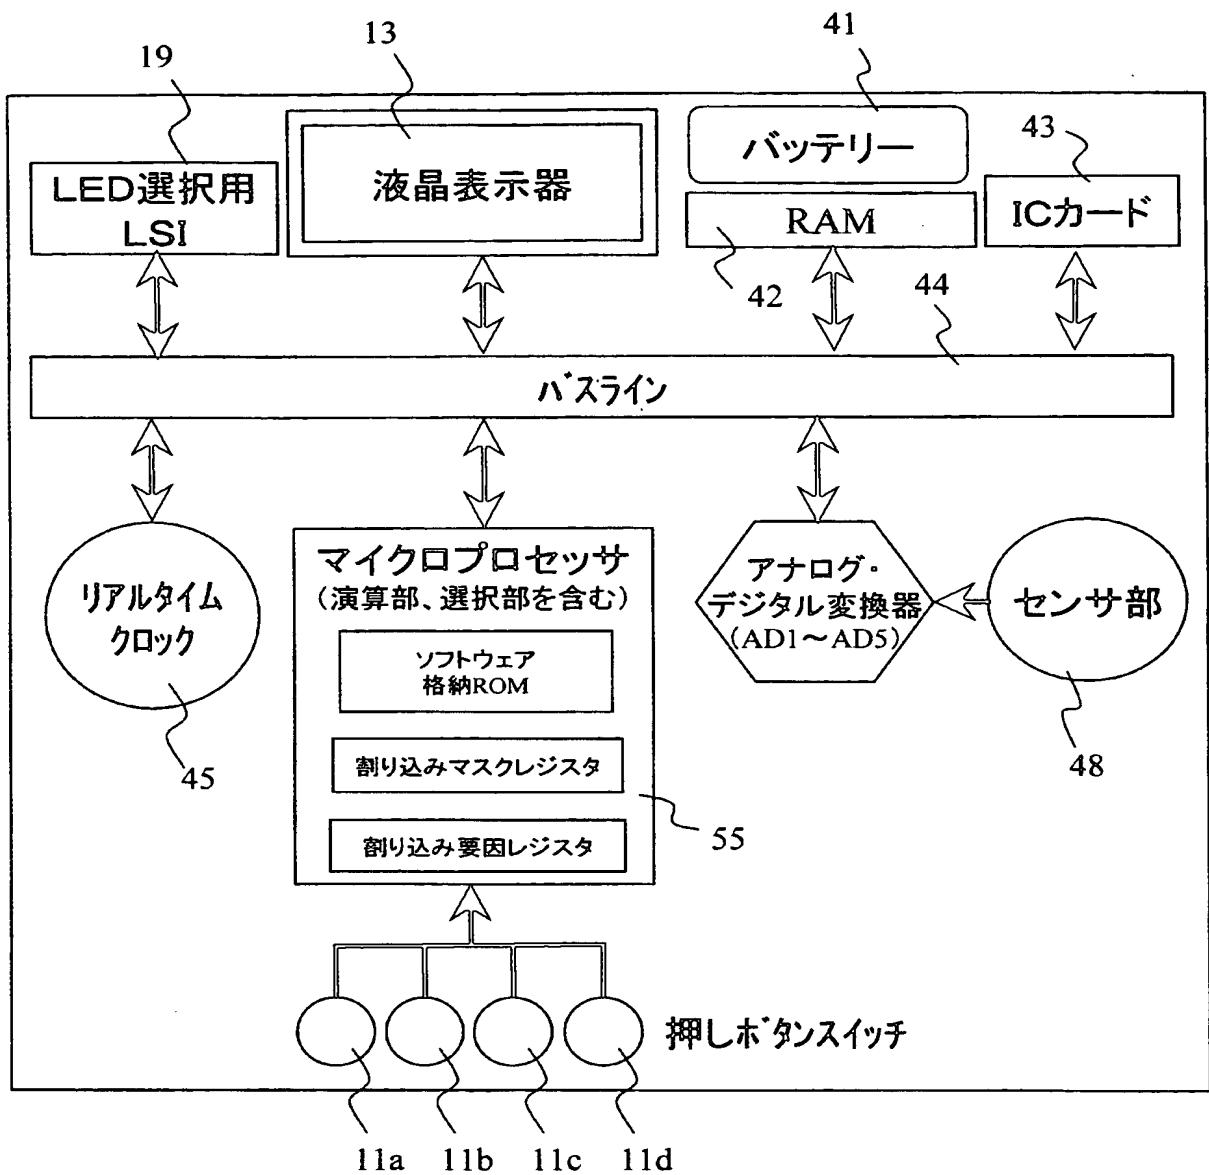 41
19
13
バッテリー
43
LED選択用
LSI
液晶表示器
RAM
ICカード
42
44
バスライン
マイクロプロセッサ
(演算部、選択部を含む)
リアルタイム
クロック
アナログ・
デジタル変換器
(AD1～AD5)
センサ部
ソフトウェア
格納ROM
45
割り込みマスクレジスタ
48
55
割り込み要因レジスタ
押しボタンスイッチ
11a
11b
11c
11d